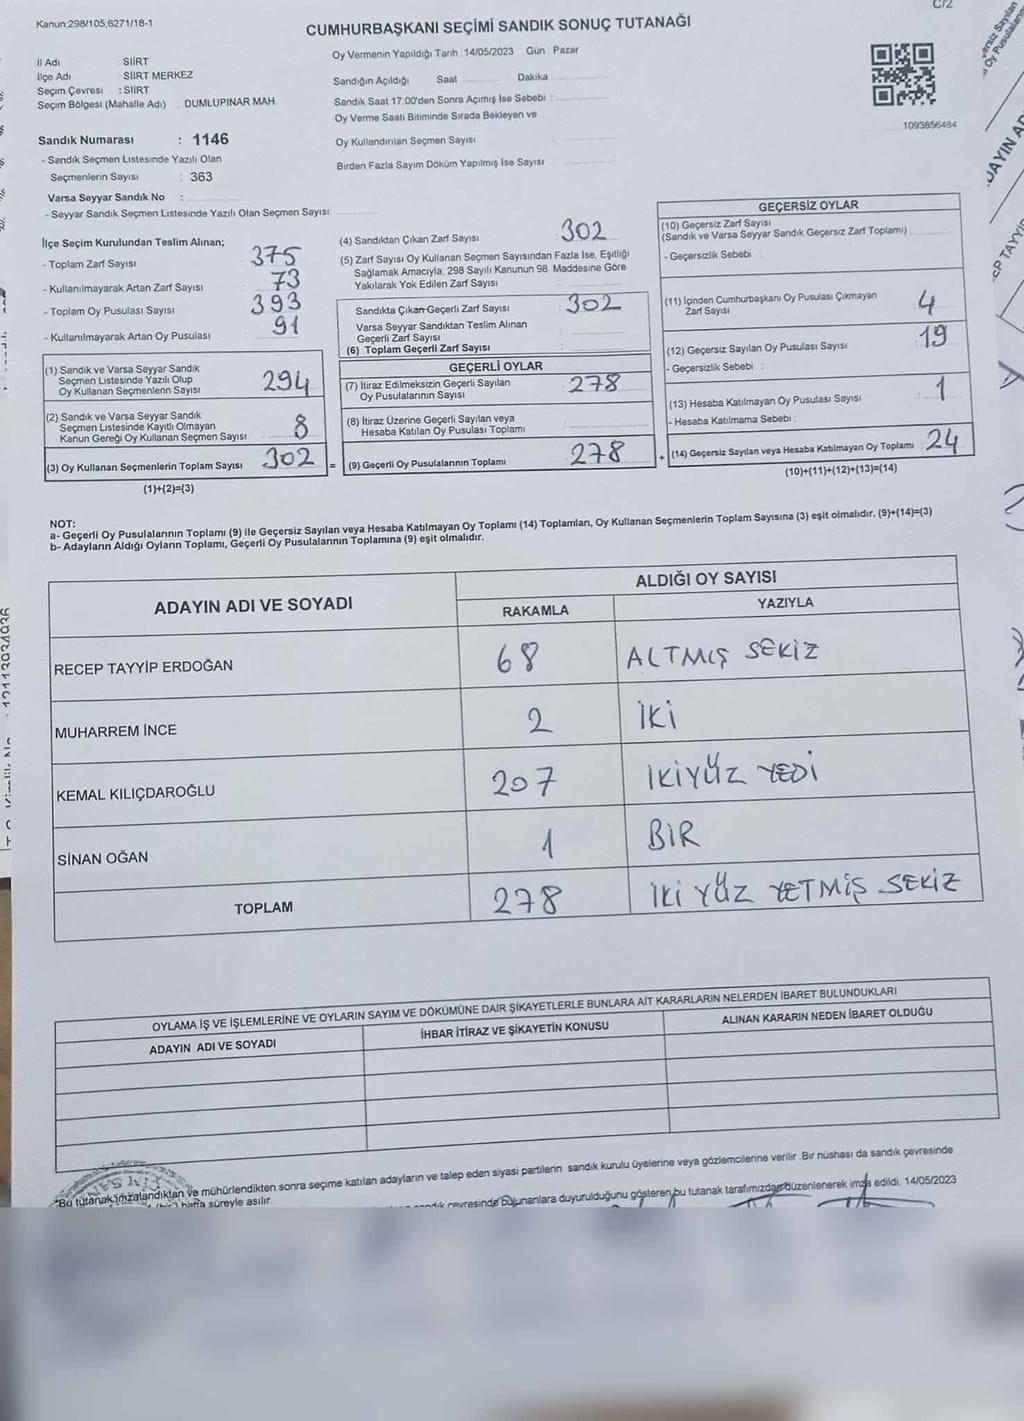 C/2
Kanun:298/105,6271/18-1
CUMHURBAŞKANI SEÇİMİ SANDIK SONUÇ TUTANAĞI
Oy Vermenin Yapıldığı Tarih : 14/05/2023 Gün : Pazar
İl Adı SİİRT
İlçe Adı : SİİRT MERKEZ
Seçim Çevresi : SİİRT
Seçim Bölgesi (Mahalle Adı) : DUMLUPINAR MAH.
Sandığın Açıldığı Saat Dakika
Sandık Saat 17:00'den Sonra Açımış İse Sebebi :
Oy Verme Saati Bitiminde Sırada Bekleyen ve
Oy Kullandırılan Seçmen Sayısı
Birden Fazla Sayım Döküm Yapılmış İse Sayısı
1093856484
Sandık Numarası : 1146
- Sandık Seçmen Listesinde Yazılı Olan
Seçmenlerin Sayısı : 363
Varsa Seyyar Sandık No :
- Seyyar Sandık Seçmen Listesinde Yazılı Olan Seçmen Sayısı:
İlçe Seçim Kurulundan Teslim Alınan;
- Toplam Zarf Sayısı : 375
- Kullanılmayarak Artan Zarf Sayısı : 73
- Toplam Oy Pusulası Sayısı : 393
- Kullanılmayarak Artan Oy Pusulası : 91
(1) Sandık ve Varsa Seyyar Sandık
Seçmen Listesinde Yazılı Olup
Oy Kullanan Seçmenlerin Sayısı 294
(2) Sandık ve Varsa Seyyar Sandık
Seçmen Listesinde Kayıtlı Olmayan
Kanun Gereği Oy Kullanan Seçmen Sayısı : 8
(3) Oy Kullanan Seçmenlerin Toplam Sayısı 302 =
(1)+(2)=(3)
(4) Sandıktan Çıkan Zarf Sayısı : 302
(5) Zarf Sayısı Oy Kullanan Seçmen Sayısından Fazla İse, Eşitliği
Sağlamak Amacıyla; 298 Sayılı Kanunun 98. Maddesine Göre
Yakılarak Yok Edilen Zarf Sayısı :
Sandıkta Çıkan Geçerli Zarf Sayısı : 302
Varsa Seyyar Sandıktan Teslim Alınan
Geçerli Zarf Sayısı :
(6) Toplam Geçerli Zarf Sayısı :
GEÇERLİ OYLAR
(7) İtiraz Edilmeksizin Geçerli Sayılan
Oy Pusulalarının Sayısı : 278
(8) İtiraz Üzerine Geçerli Sayılan veya
Hesaba Katılan Oy Pusulası Toplamı :
(9) Geçerli Oy Pusulalarının Toplamı : 278 +
GEÇERSİZ OYLAR
(10) Geçersiz Zarf Sayısı
(Sandık ve Varsa Seyyar Sandık Geçersiz Zarf Toplamı) :
- Geçersizlik Sebebi :
(11) İçinden Cumhurbaşkanı Oy Pusulası Çıkmayan
Zarf Sayısı : 4
(12) Geçersiz Sayılan Oy Pusulası Sayısı : 19
- Geçersizlik Sebebi :
(13) Hesaba Katılmayan Oy Pusulası Sayısı : 1
- Hesaba Katılmama Sebebi :
(14) Geçersiz Sayılan veya Hesaba Katılmayan Oy Toplamı : 24
(10)+(11)+(12)+(13)=(14)
NOT:
a- Geçerli Oy Pusulalarının Toplamı (9) ile Geçersiz Sayılan veya Hesaba Katılmayan Oy Toplamı (14) Toplamları, Oy Kullanan Seçmenlerin Toplam Sayısına (3) eşit olmalıdır. (9)+(14)=(3)
b- Adayların Aldığı Oyların Toplamı, Geçerli Oy Pusulalarının Toplamına (9) eşit olmalıdır.
ADAYIN ADI VE SOYADI
ALDIĞI OY SAYISI
RAKAMLA YAZIYLA
RECEP TAYYİP ERDOĞAN 68 ALTMIŞ SEKİZ
MUHARREM İNCE 2 İKİ
KEMAL KILIÇDAROĞLU 207 İKİYÜZ YEDİ
SİNAN OĞAN 1 BİR
TOPLAM 278 İKİ YÜZ YETMİŞ SEKİZ
OYLAMA İŞ VE İŞLEMLERİNE VE OYLARIN SAYIM VE DÖKÜMÜNE DAİR ŞİKAYETLERLE BUNLARA AİT KARARLARIN NELERDEN İBARET BULUNDUKLARI
ADAYIN ADI VE SOYADI İHBAR İTİRAZ VE ŞİKAYETİN KONUSU ALINAN KARARIN NEDEN İBARET OLDUĞU
*Bu tutanak imzalandıktan ve mühürlendikten sonra seçime katılan adayların ve talep eden siyasi partilerin sandık kurulu üyelerine veya gözlemcilerine verilir .Bir nüshası da sandık çevresinde
hafta süreyle asılır.
çevresinde bulunanlara duyurulduğunu gösteren bu tutanak tarafımızdan düzenlenerek imza edildi. 14/05/2023